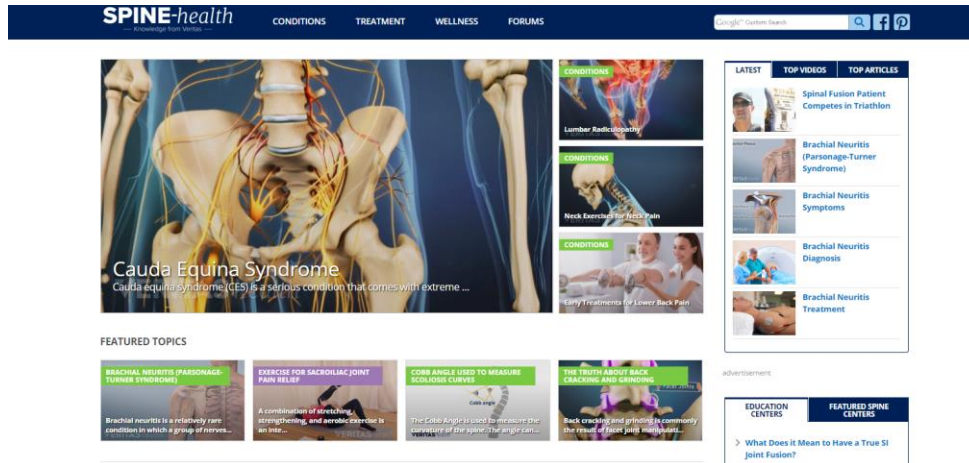 SPINE-health
— Knowledge from Veritas —
CONDITIONS
TREATMENT
WELLNESS
FORUMS
Google™ Custom Search
CONDITIONS
Lumbar Radiculopathy
CONDITIONS
Neck Exercises for Neck Pain
CONDITIONS
Early Treatments for Lower Back Pain
Cauda Equina Syndrome
Cauda equina syndrome (CES) is a serious condition that comes with extreme ...
LATEST
TOP VIDEOS
TOP ARTICLES
Spinal Fusion Patient
Competes in Triathlon
Brachial Neuritis
(Parsonage-Turner
Syndrome)
Brachial Neuritis
Symptoms
Brachial Neuritis
Diagnosis
Brachial Neuritis
Treatment
FEATURED TOPICS
BRACHIAL NEURITIS (PARSONAGE-
TURNER SYNDROME)
Brachial neuritis is a relatively rare
condition in which a group of nerves...
EXERCISE FOR SACROILIAC JOINT
PAIN RELIEF
A combination of stretching,
strengthening, and aerobic exercise is
an inte...
COBB ANGLE USED TO MEASURE
SCOLIOSIS CURVES
Cobb angle
The Cobb Angle is used to measure the
curvature of the spine. The angle can...
VERITAS
THE TRUTH ABOUT BACK
CRACKING AND GRINDING
Back cracking and grinding is commonly
the result of facet joint manipulati...
advertisement
EDUCATION
CENTERS
FEATURED SPINE
CENTERS
What Does it Mean to Have a True SI
Joint Fusion?